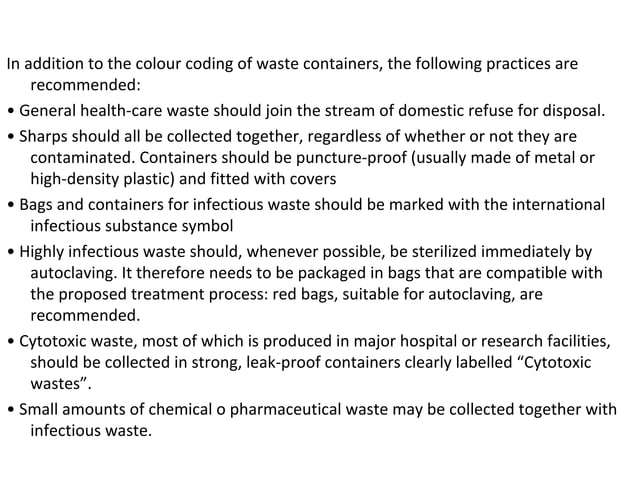 In addition to the colour coding of waste containers, the following practices are
recommended:
• General health-care waste should join the stream of domestic refuse for disposal.
• Sharps should all be collected together, regardless of whether or not they are
contaminated. Containers should be puncture-proof (usually made of metal or
high-density plastic) and fitted with covers
• Bags and containers for infectious waste should be marked with the international
infectious substance symbol
• Highly infectious waste should, whenever possible, be sterilized immediately by
autoclaving. It therefore needs to be packaged in bags that are compatible with
the proposed treatment process: red bags, suitable for autoclaving, are
recommended.
• Cytotoxic waste, most of which is produced in major hospital or research facilities,
should be collected in strong, leak-proof containers clearly labelled “Cytotoxic
wastes”.
• Small amounts of chemical o pharmaceutical waste may be collected together with
infectious waste.